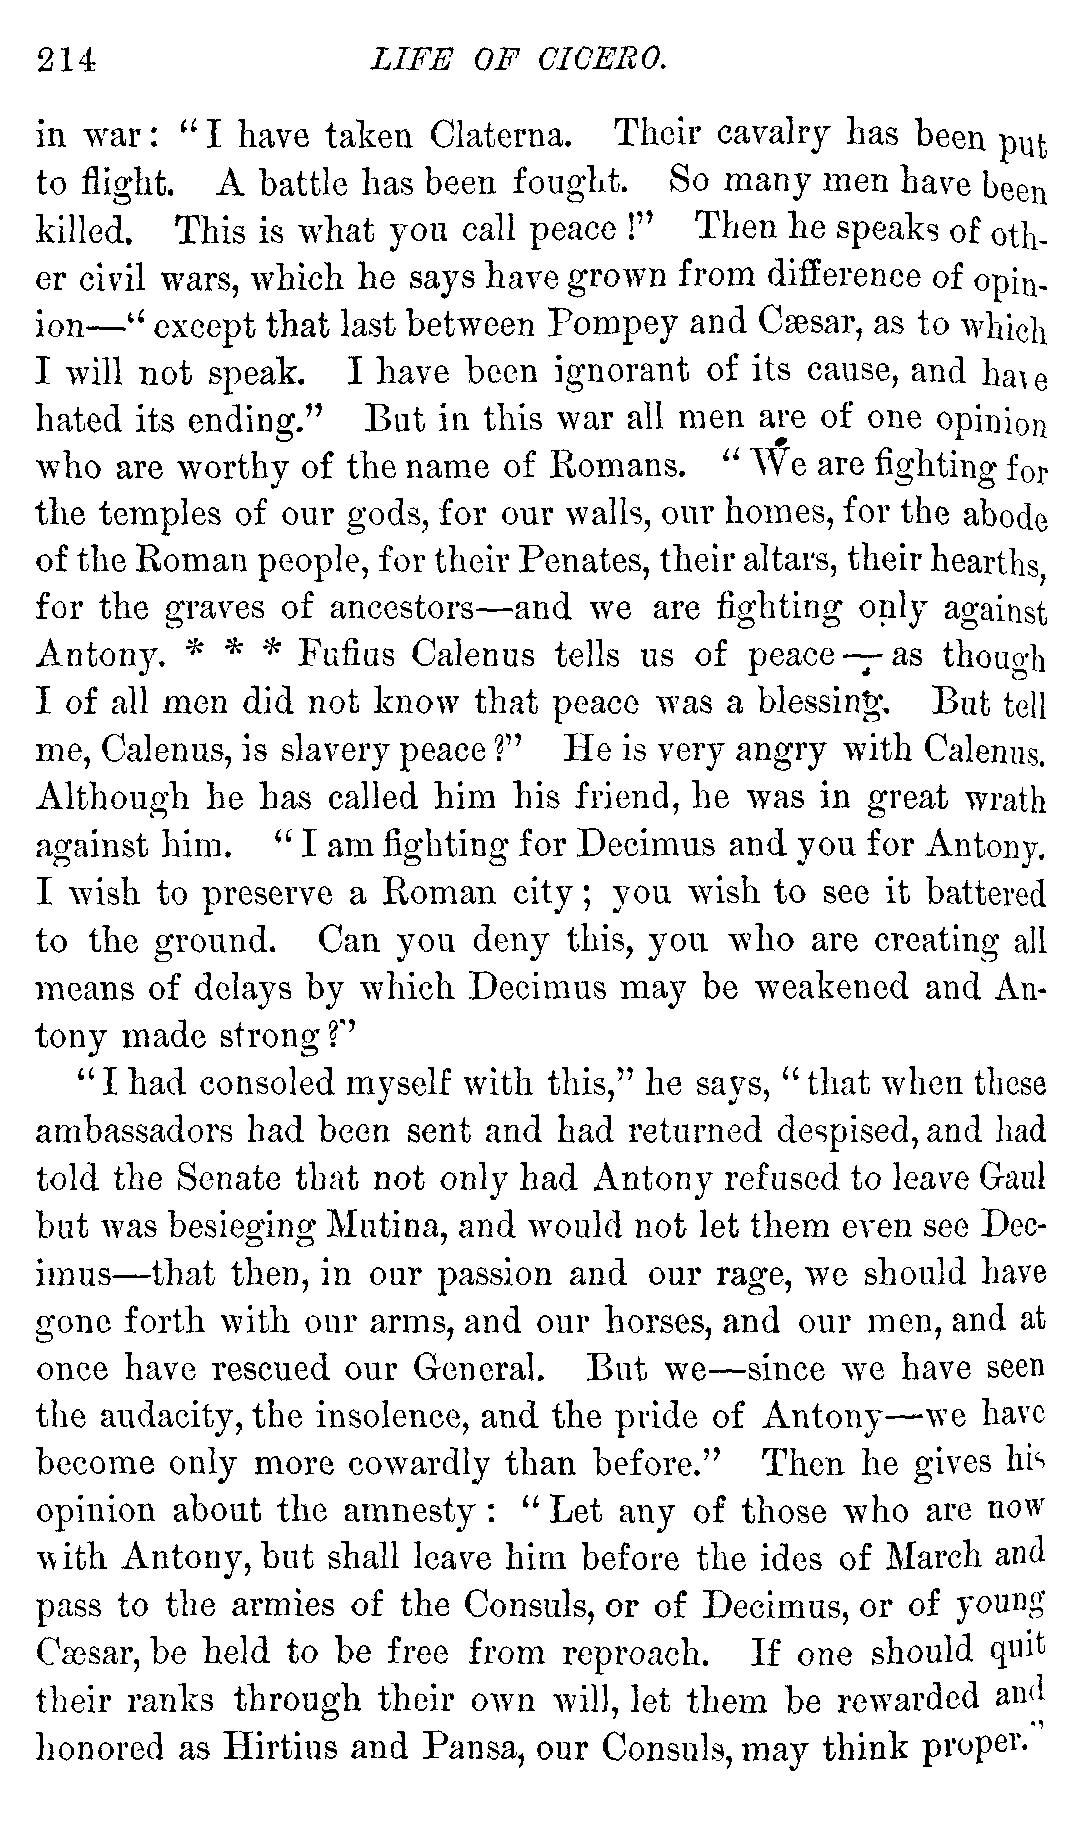 214 LIFE OF CICERO.
in war: "I have taken Claterna. Their cavalry has been put
to flight. A battle has been fought. So many men have been
killed. This is what you call peace!" Then he speaks of oth-
er civil wars, which he says have grown from difference of opin-
ion—"except that last between Pompey and Cæsar, as to which
I will not speak. I have been ignorant of its cause, and have
hated its ending." But in this war all men are of one opinion
who are worthy of the name of Romans. "We are fighting for
the temples of our gods, for our walls, our homes, for the abode
of the Roman people, for their Penates, their altars, their hearths,
for the graves of ancestors—and we are fighting only against
Antony. * * * Fufius Calenus tells us of peace—as though
I of all men did not know that peace was a blessing. But tell
me, Calenus, is slavery peace?" He is very angry with Calenus.
Although he has called him his friend, he was in great wrath
against him. "I am fighting for Decimus and you for Antony.
I wish to preserve a Roman city; you wish to see it battered
to the ground. Can you deny this, you who are creating all
means of delays by which Decimus may be weakened and An-
tony made strong?"
"I had consoled myself with this," he says, "that when these
ambassadors had been sent and had returned despised, and had
told the Senate that not only had Antony refused to leave Gaul
but was besieging Mutina, and would not let them even see Dec-
imus—that then, in our passion and our rage, we should have
gone forth with our arms, and our horses, and our men, and at
once have rescued our General. But we—since we have seen
the audacity, the insolence, and the pride of Antony—we have
become only more cowardly than before." Then he gives his
opinion about the amnesty: "Let any of those who are now
with Antony, but shall leave him before the ides of March and
pass to the armies of the Consuls, or of Decimus, or of young
Cæsar, be held to be free from reproach. If one should quit
their ranks through their own will, let them be rewarded and
honored as Hirtius and Pansa, our Consuls, may think proper."